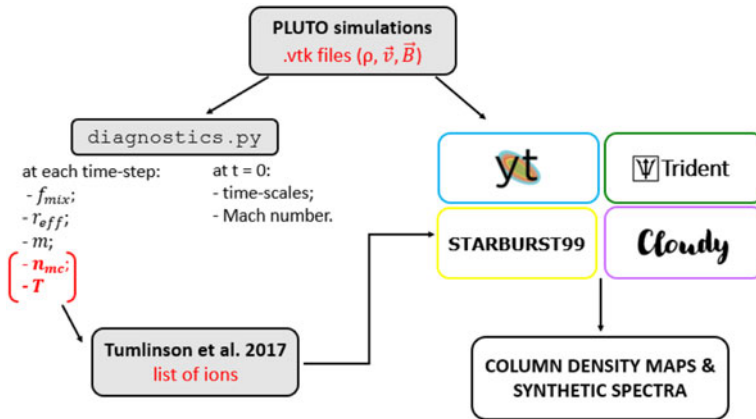 PLUTO simulations
.vtk files (ρ, v⃗, B⃗)
diagnostics.py
at each time-step:
- f_mix;
- r_eff;
- m;
- n_mc;
- T
at t = 0:
- time-scales;
- Mach number.
yt
Trident
STARBURST99
Cloudy
Tumlinson et al. 2017
list of ions
COLUMN DENSITY MAPS &
SYNTHETIC SPECTRA